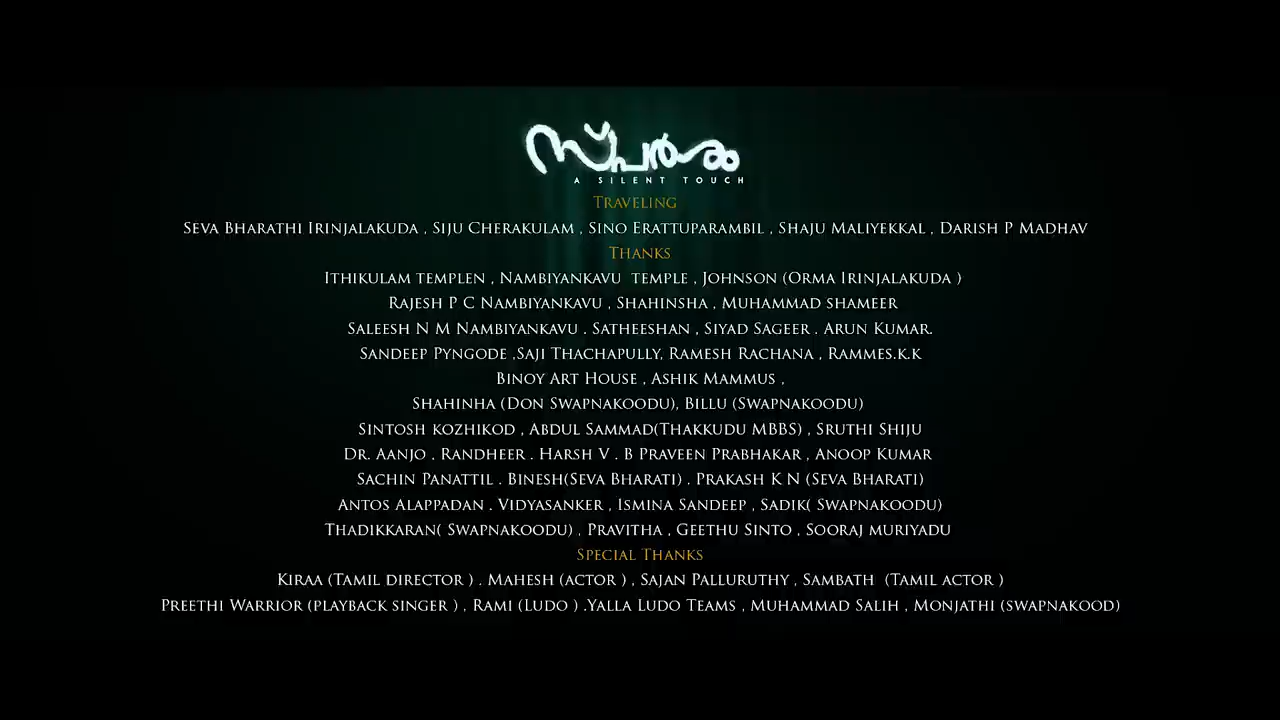 സ്പർശം
A SILENT TOUCH
Traveling
Seva Bharathi Irinjalakuda , Siju Cherakulam , Sino Erattuparambil , Shaju Maliyekkal , Darish P Madhav
Thanks
Ithikulam templen , Nambiyankavu temple , Johnson (Orma Irinjalakuda )
Rajesh P C Nambiyankavu , Shahinsha , Muhammad shameer
Saleesh N M Nambiyankavu . Satheeshan , Siyad Sageer . Arun Kumar.
Sandeep Pyngode ,Saji Thachapully, Ramesh Rachana , Rammes.k.k
Binoy Art House , Ashik Mammus ,
Shahinha (Don Swapnakoodu), Billu (Swapnakoodu)
Sintosh kozhikod , Abdul Sammad(Thakkudu MBBS) , Sruthi Shiju
Dr. Aanjo . Randheer . Harsh V . B Praveen Prabhakar , Anoop Kumar
Sachin Panattil . Binesh(Seva Bharati) . Prakash K N (Seva Bharati)
Antos Alappadan . Vidyasanker , Ismina Sandeep , Sadik( Swapnakoodu)
Thadikkaran( Swapnakoodu) , Pravitha , Geethu Sinto , Sooraj muriyadu
Special Thanks
Kiraa (Tamil director ) . Mahesh (actor ) , Sajan Palluruthy , Sambath (Tamil actor )
Preethi Warrior (playback singer ) , Rami (Ludo ) .Yalla Ludo Teams , Muhammad Salih , Monjathi (swapnakood)